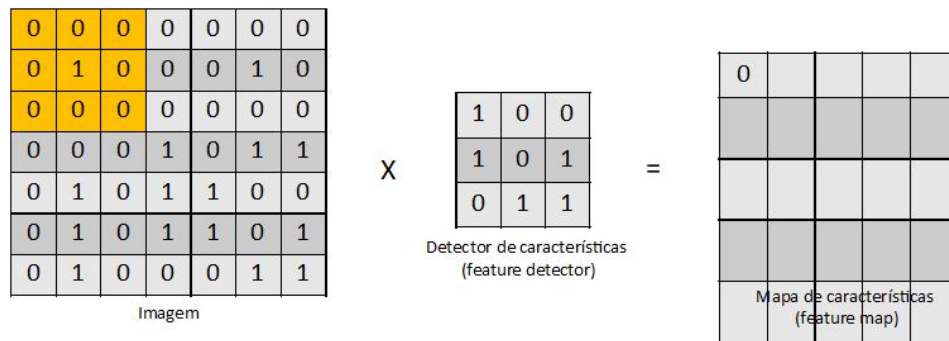 0 0 0 0 0 0 0
0 1 0 0 0 1 0
0 0 0 0 0 0 0
0 0 0 1 0 1 1
0 1 0 1 1 0 0
0 1 0 1 1 0 1
0 1 0 0 0 1 1
Imagem
X
1 0 0
1 0 1
0 1 1
Detector de características
(feature detector)
=
0
Mapa de características
(feature map)